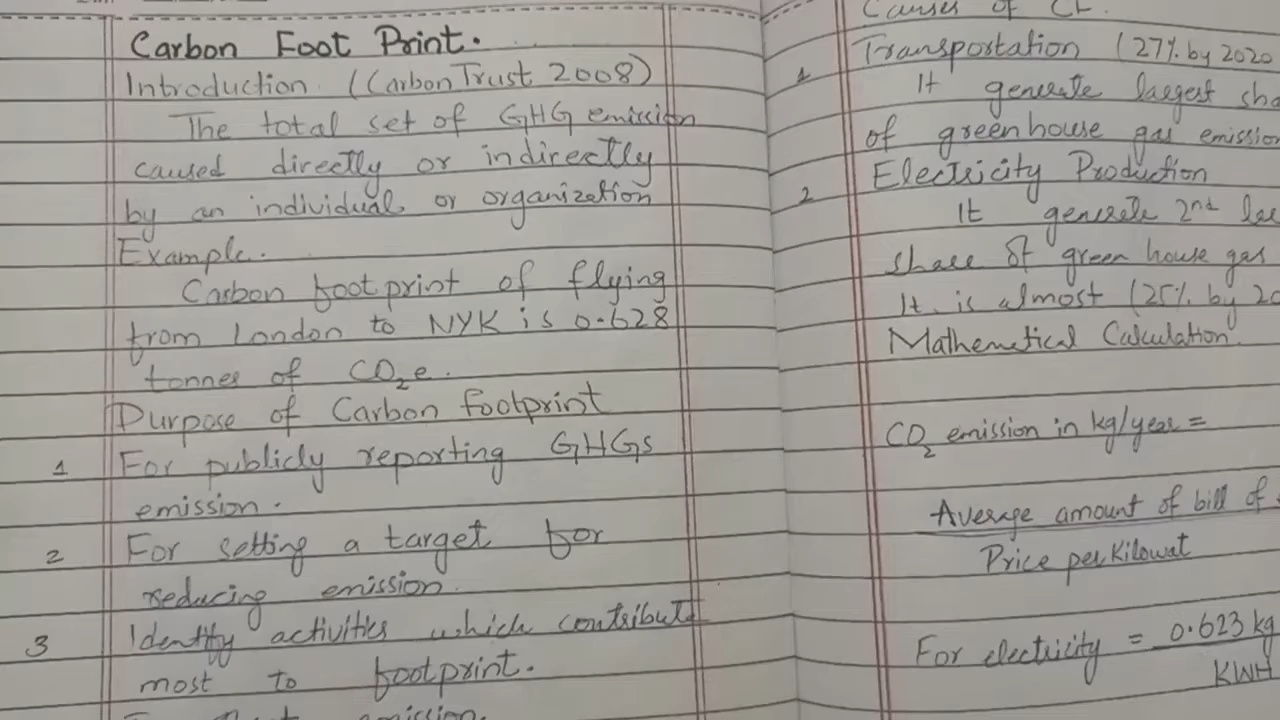 Carbon Foot Print.
Introduction (Carbon Trust 2008)
The total set of GHG emission
caused directly or indirectly
by an individual or organization
Example.
Carbon footprint of flying
from London to NYK is 0.628
tonnes of CO₂e.
Purpose of Carbon footprint
1 For publicly reporting GHGs
emission.
2 For setting a target for
reducing emission.
3 Identify activities which contribute
most to footprint.
emission.
Causes of CF.
1 Transportation (27% by 2020
It generate largest
of greenhouse gas emission
2 Electricity Production
It generate 2nd
share of green house gas
It is almost (25% by
Mathematical Calculation
CO₂ emission in kg/year =
Average amount of bill of
Price per Kilowat
For electricity = 0.623 kg
KWH